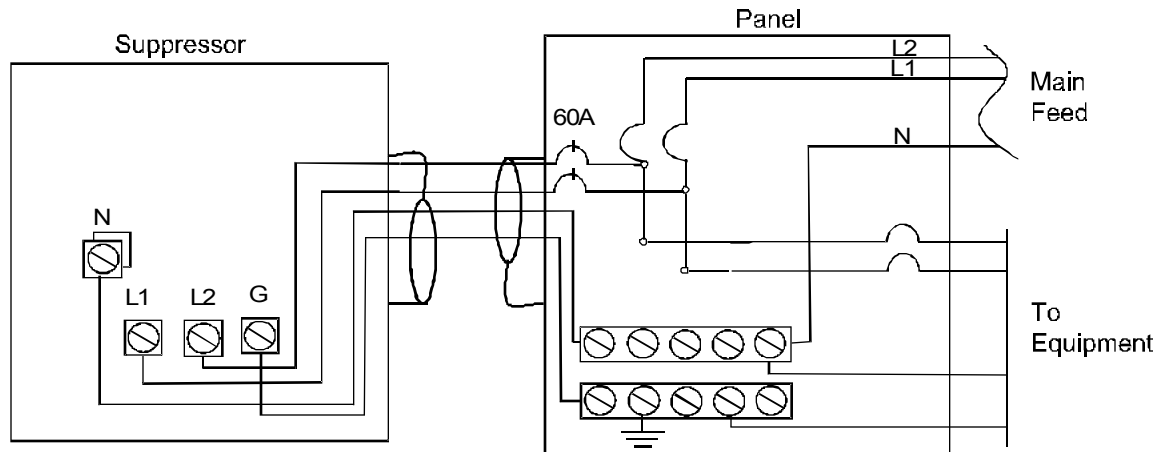 Panel
Suppressor
L2
L1
Main
Feed
60A
N
N
L1 L2 G
To
Equipment